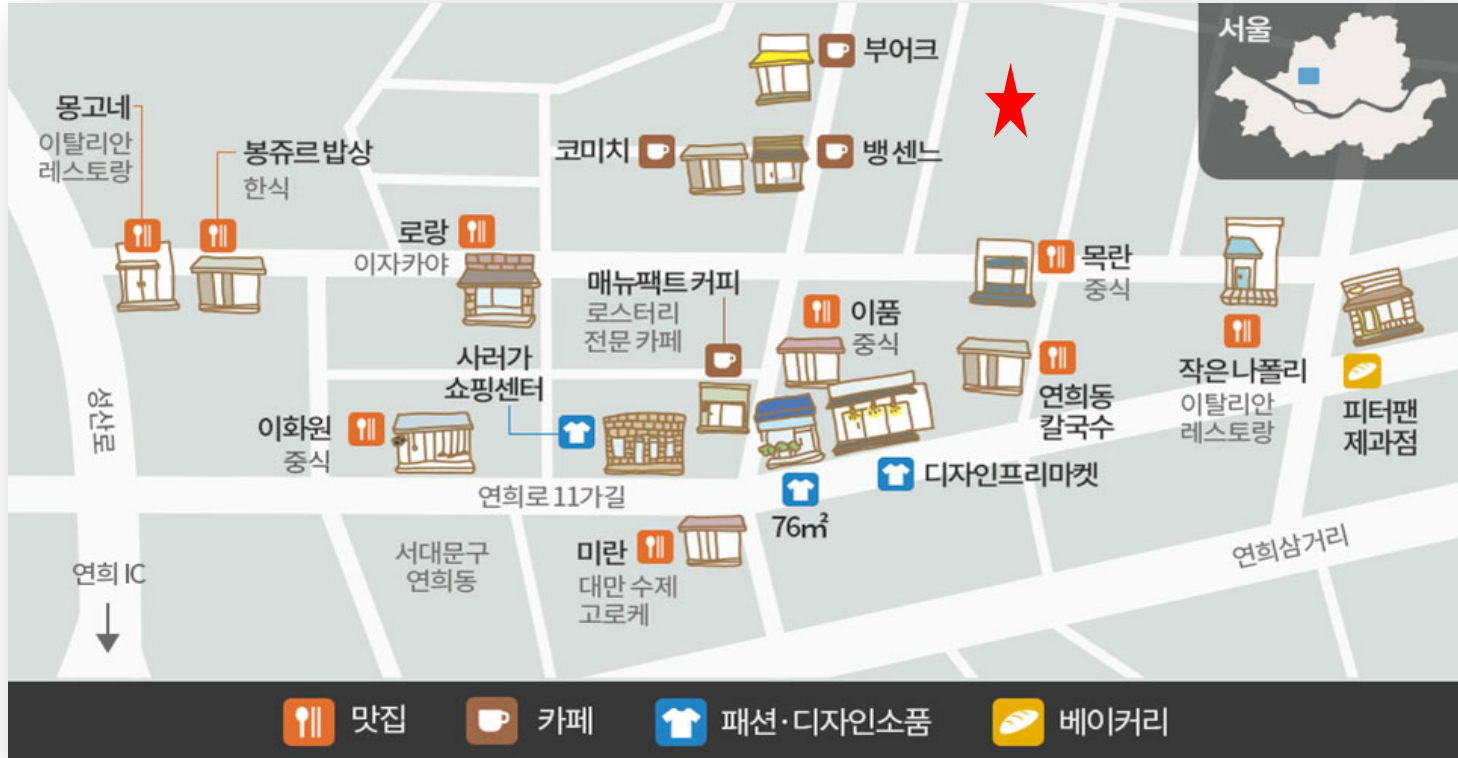 서울
부어크
몽고네
이탈리안
레스토랑
봉쥬르밥상
한식
코미치
뱅센느
로랑
이자카야
목란
중식
매뉴팩트 커피
로스터리
전문 카페
이품
중식
사러가
쇼핑센터
작은나폴리
이탈리안
레스토랑
연희동
칼국수
피터팬
제과점
성산로
이화원
중식
디자인프리마켓
연희로 11가길
76㎡
서대문구
연희동
미란
대만 수제
고로케
연희삼거리
연희 IC
맛집
카페
패션·디자인소품
베이커리